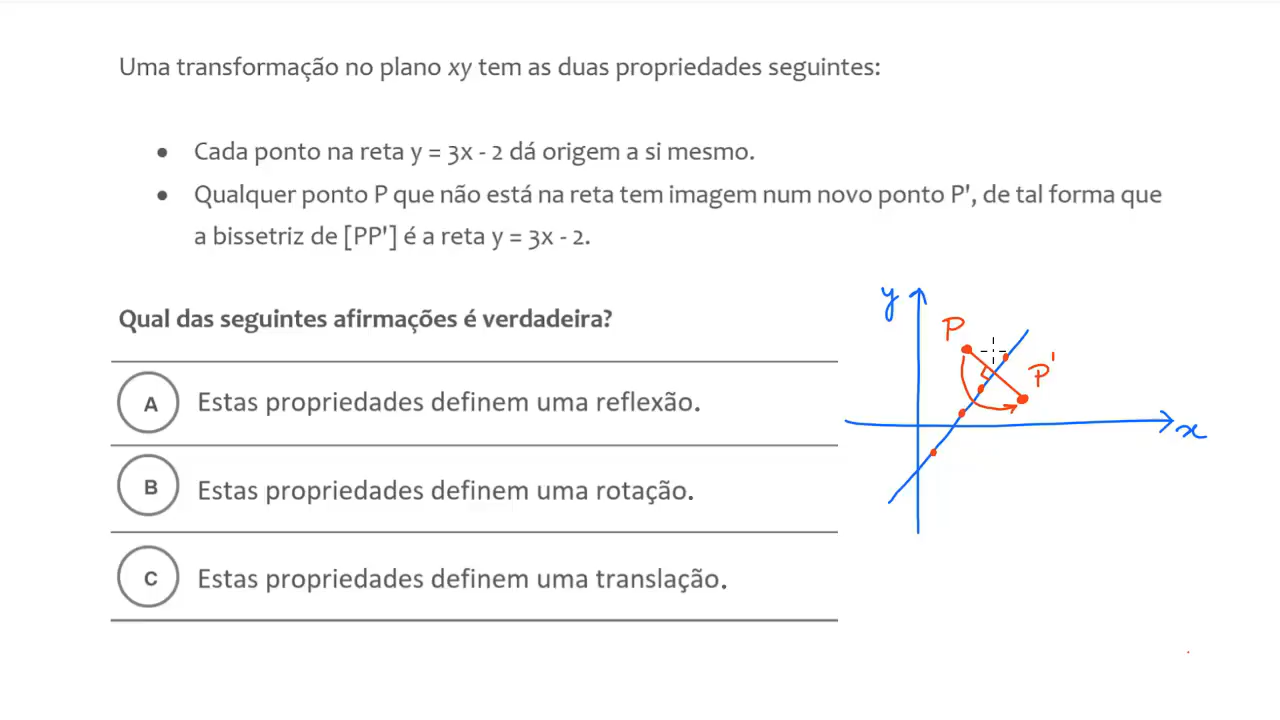 Uma transformação no plano xy tem as duas propriedades seguintes:
• Cada ponto na reta y = 3x - 2 dá origem a si mesmo.
• Qualquer ponto P que não está na reta tem imagem num novo ponto P', de tal forma que
a bissetriz de [PP'] é a reta y = 3x - 2.
Qual das seguintes afirmações é verdadeira?
A Estas propriedades definem uma reflexão.
B Estas propriedades definem uma rotação.
C Estas propriedades definem uma translação.
y
P
P'
x